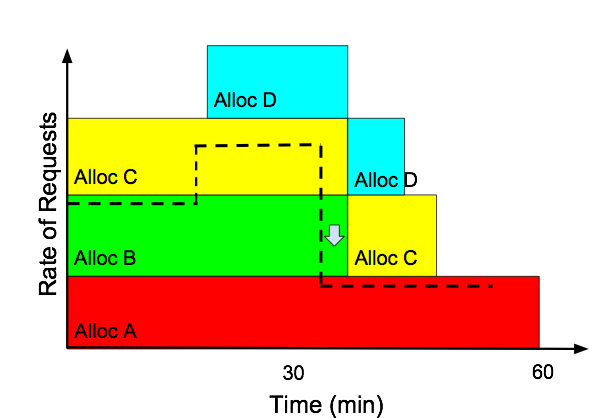 Alloc D
Alloc C
Alloc D
Alloc B
Alloc C
Alloc A
Rate of Requests
30
60
Time (min)